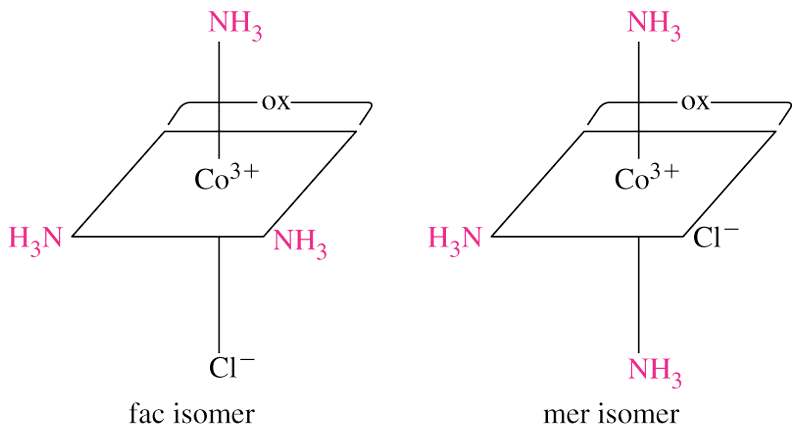 NH₃ NH₃
ox ox
Co³⁺ Co³⁺
H₃N NH₃ H₃N Cl⁻
Cl⁻ NH₃
fac isomer mer isomer